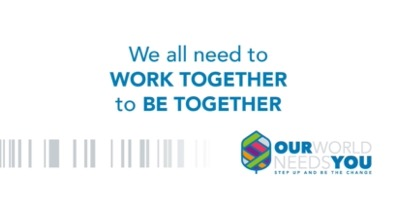 We all need to
WORK TOGETHER
to BE TOGETHER
OURWORLD
NEEDSYOU
STEP UP AND BE THE CHANGE